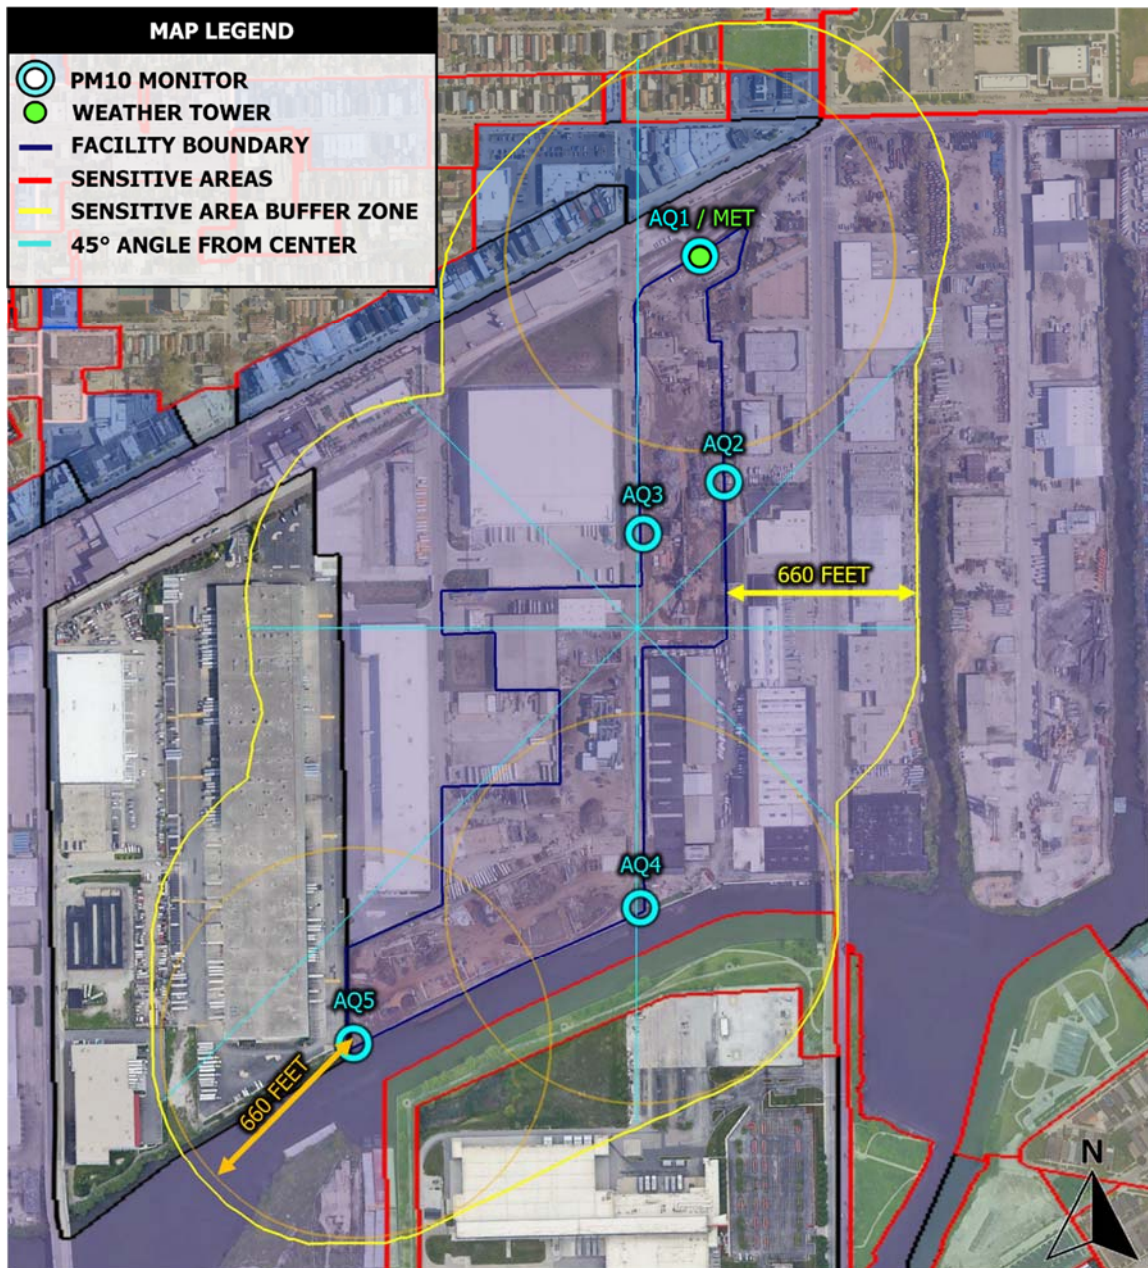 MAP LEGEND
PM10 MONITOR
WEATHER TOWER
FACILITY BOUNDARY
SENSITIVE AREAS
SENSITIVE AREA BUFFER ZONE
45° ANGLE FROM CENTER
AQ1 / MET
AQ2
AQ3
660 FEET
AQ4
AQ5
660 FEET
N